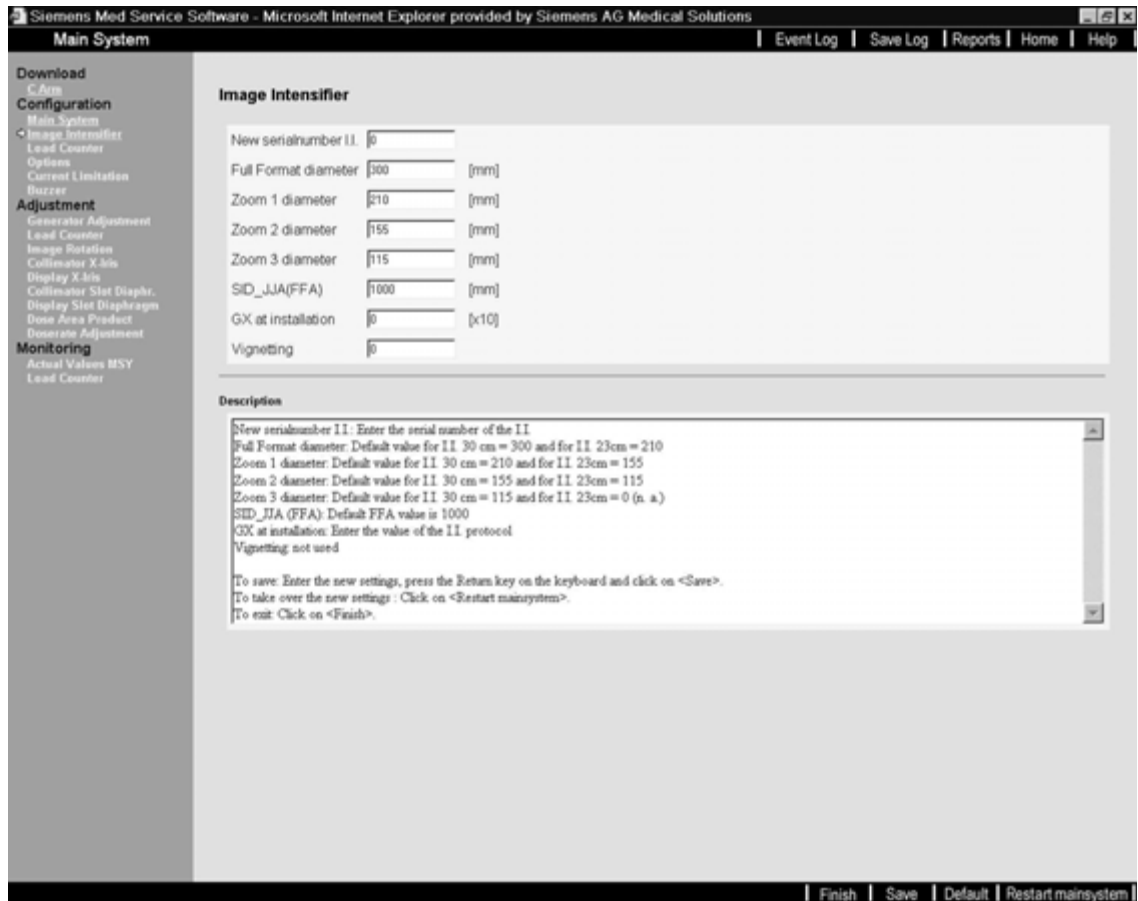 Siemens Med Service Software - Microsoft Internet Explorer provided by Siemens AG Medical Solutions
Main System
Event Log | Save Log | Reports | Home | Help
Download
C Arm
Configuration
Main System
Image Intensifier
Load Counter
Options
Current Limitation
Buzzer
Adjustment
Generator Adjustment
Load Counter
Image Rotation
Collimator X-Iris
Display X-Iris
Collimator Slot Diaphr.
Display Slot Diaphragm
Dose Area Product
Doserate Adjustment
Monitoring
Actual Values MSY
Load Counter
Image Intensifier
New serialnumber I.I. 0
Full Format diameter 300 [mm]
Zoom 1 diameter 210 [mm]
Zoom 2 diameter 155 [mm]
Zoom 3 diameter 115 [mm]
SID_JJA(FFA) 1000 [mm]
GX at installation 0 [x10]
Vignetting 0
Description
New serialnumber I.I.: Enter the serial number of the I.I.
Full Format diameter: Default value for I.I. 30 cm = 300 and for I.I. 23cm = 210
Zoom 1 diameter: Default value for I.I. 30 cm = 210 and for I.I. 23cm = 155
Zoom 2 diameter: Default value for I.I. 30 cm = 155 and for I.I. 23cm = 115
Zoom 3 diameter: Default value for I.I. 30 cm = 115 and for I.I. 23cm = 0 (n. a.)
SID_JJA (FFA): Default FFA value is 1000
GX at installation: Enter the value of the I.I. protocol
Vignetting: not used
To save: Enter the new settings, press the Return key on the keyboard and click on <Save>.
To take over the new settings : Click on <Restart mainsystem>.
To exit: Click on <Finish>.
Finish | Save | Default | Restart mainsystem